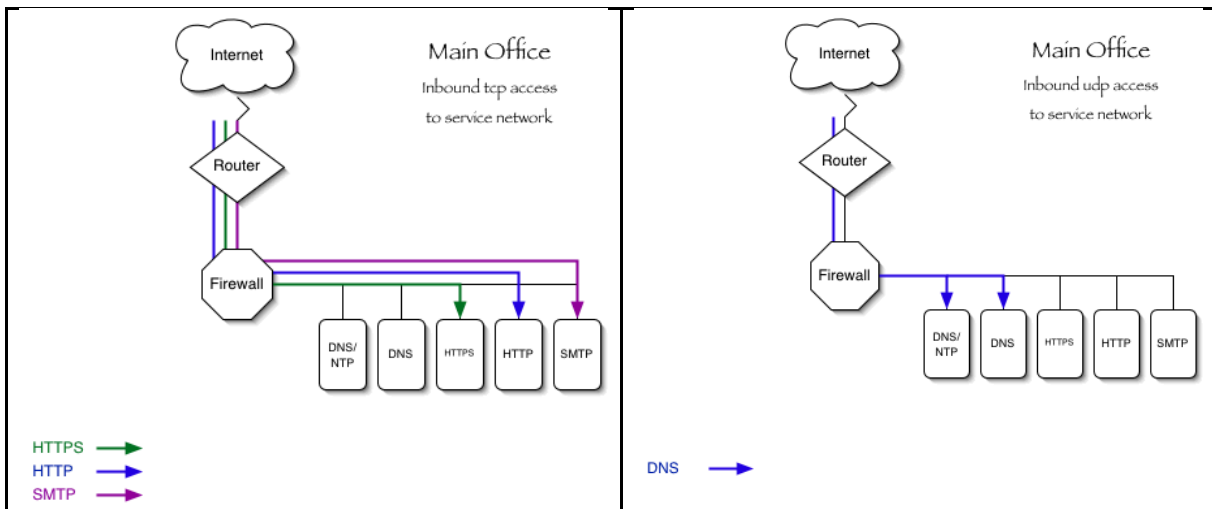 Internet
Main Office
Inbound tcp access
to service network
Router
Firewall
DNS/
NTP
DNS
HTTPS
HTTP
SMTP
HTTPS
HTTP
SMTP
Internet
Main Office
Inbound udp access
to service network
Router
Firewall
DNS/
NTP
DNS
HTTPS
HTTP
SMTP
DNS